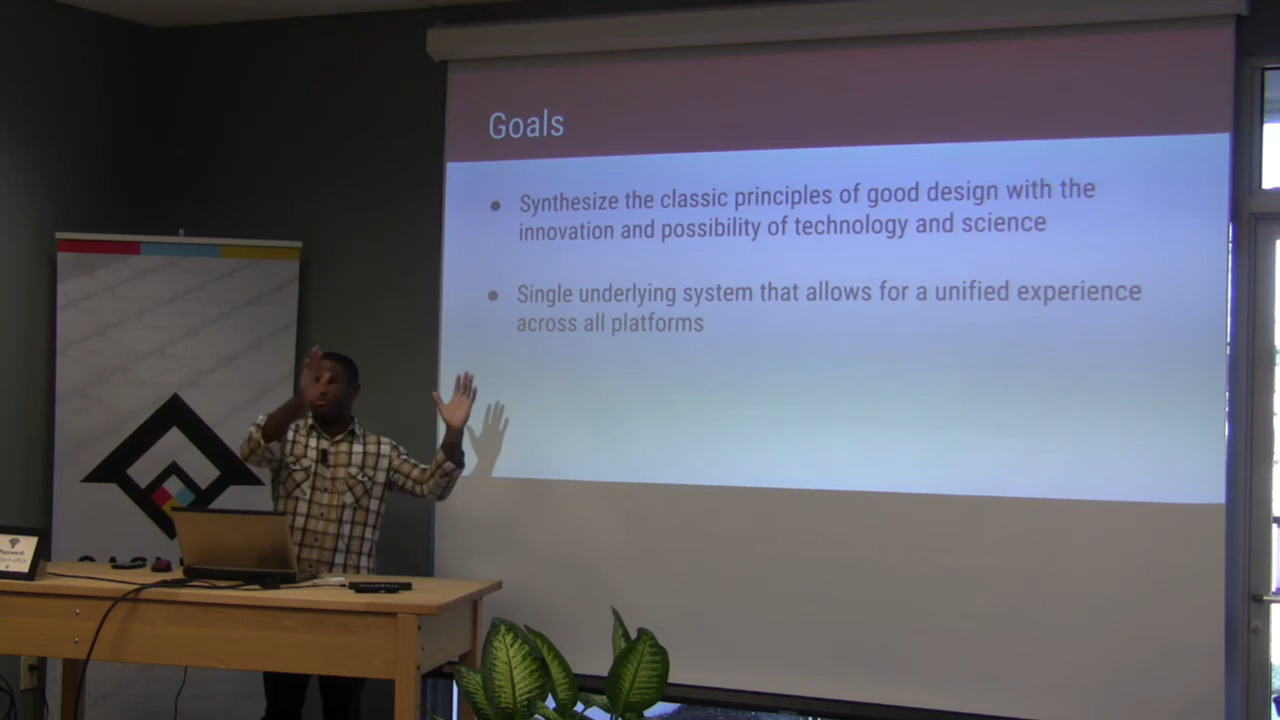 Goals
Synthesize the classic principles of good design with the
innovation and possibility of technology and science
Single underlying system that allows for a unified experience
across all platforms
Password: